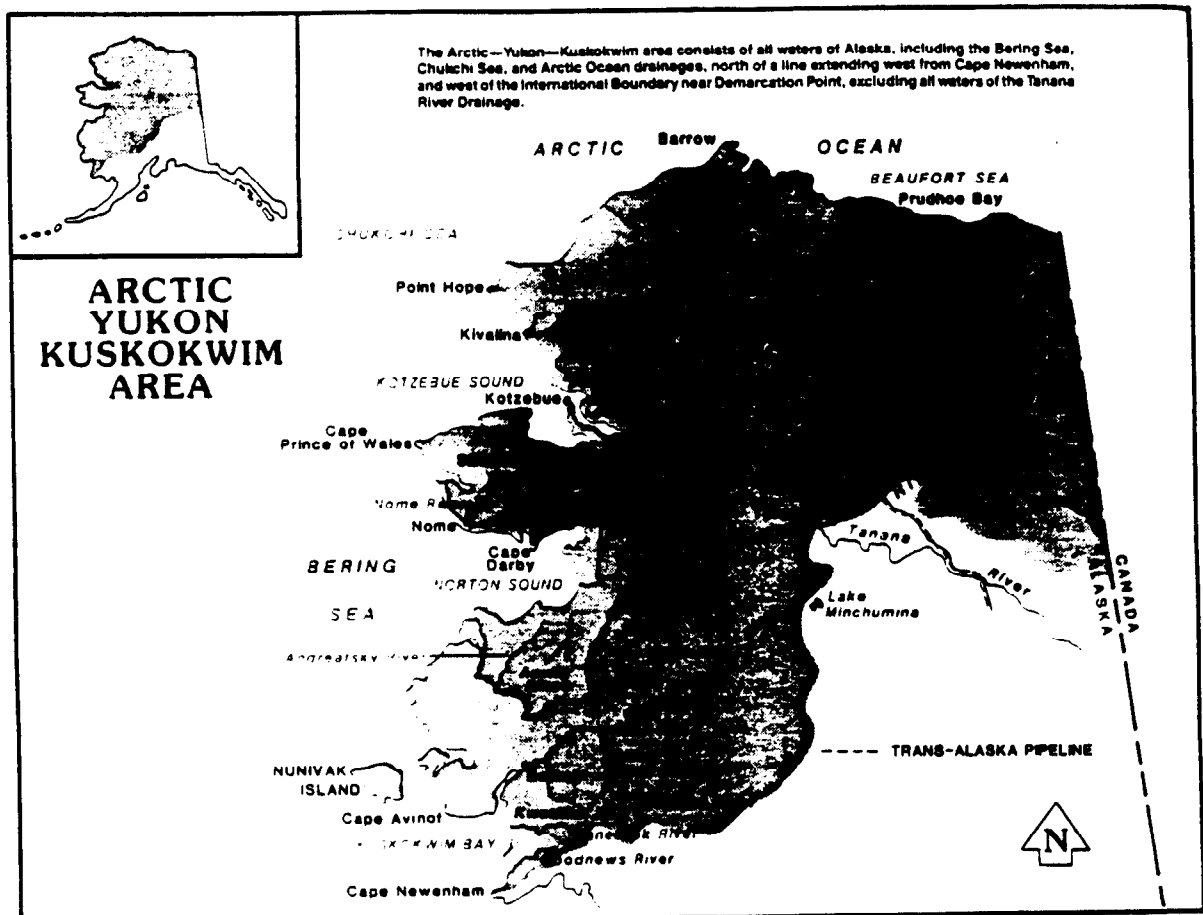 The Arctic—Yukon—Kuskokwim area consists of all waters of Alaska, including the Bering Sea,
Chukchi Sea, and Arctic Ocean drainages, north of a line extending west from Cape Newenham,
and west of the International Boundary near Demarcation Point, excluding all waters of the Tanana
River Drainage.
ARCTIC OCEAN
Barrow
BEAUFORT SEA
Prudhoe Bay
ARCTIC
YUKON
KUSKOKWIM
AREA
Point Hope
Kivalina
KOTZEBUE SOUND
Kotzebue
Cape
Prince of Wales
Nome
Cape
Darby
BERING
SEA
NORTON SOUND
Tanana
River
Lake
Minchumina
CANADA
ALASKA
Andreafsky River
TRANS-ALASKA PIPELINE
NUNIVAK
ISLAND
Cape Avinof
BAY
River
River
Cape Newenham
N